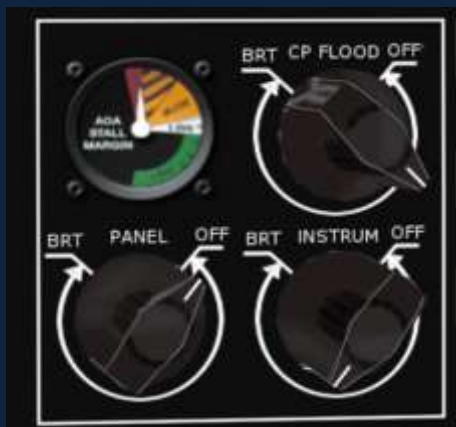 BRT CP FLOOD OFF
AOA
STALL
MARGIN
BRT PANEL OFF
BRT INSTRUM OFF